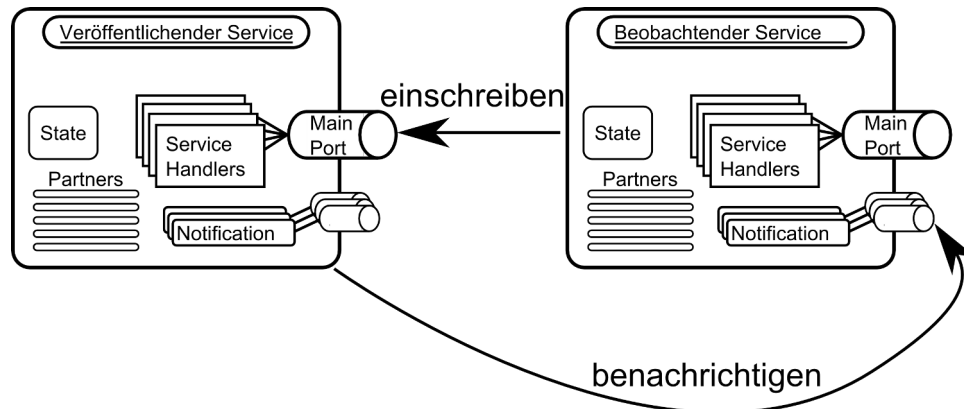 Veröffentlichender Service
State
Service
Handlers
Main
Port
Partners
Notification
einschreiben
Beobachtender Service
State
Service
Handlers
Main
Port
Partners
Notification
benachrichtigen